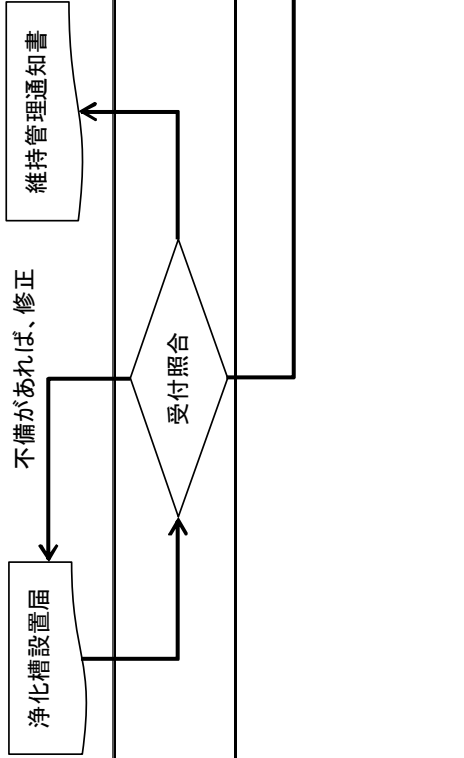 浄化槽設置届
不備があれば、修正
受付照合
維持管理通知書